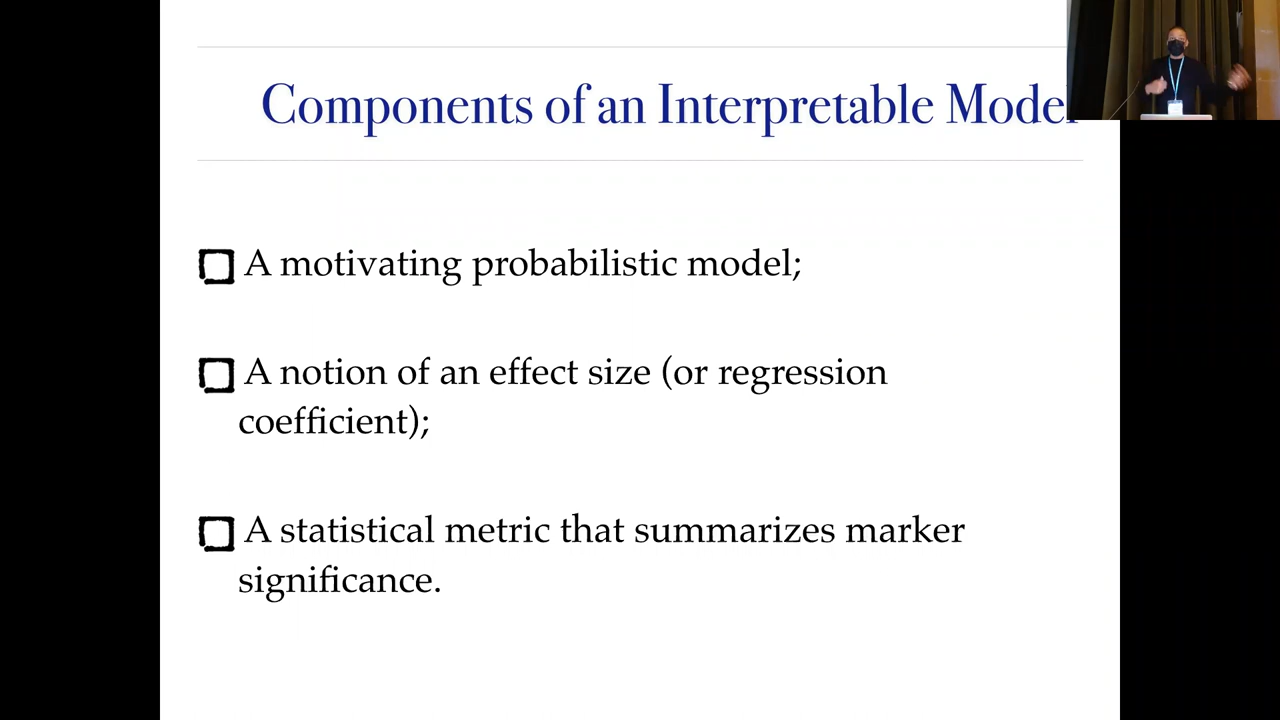 Components of an Interpretable Model
A motivating probabilistic model;
A notion of an effect size (or regression
coefficient);
A statistical metric that summarizes marker
significance.